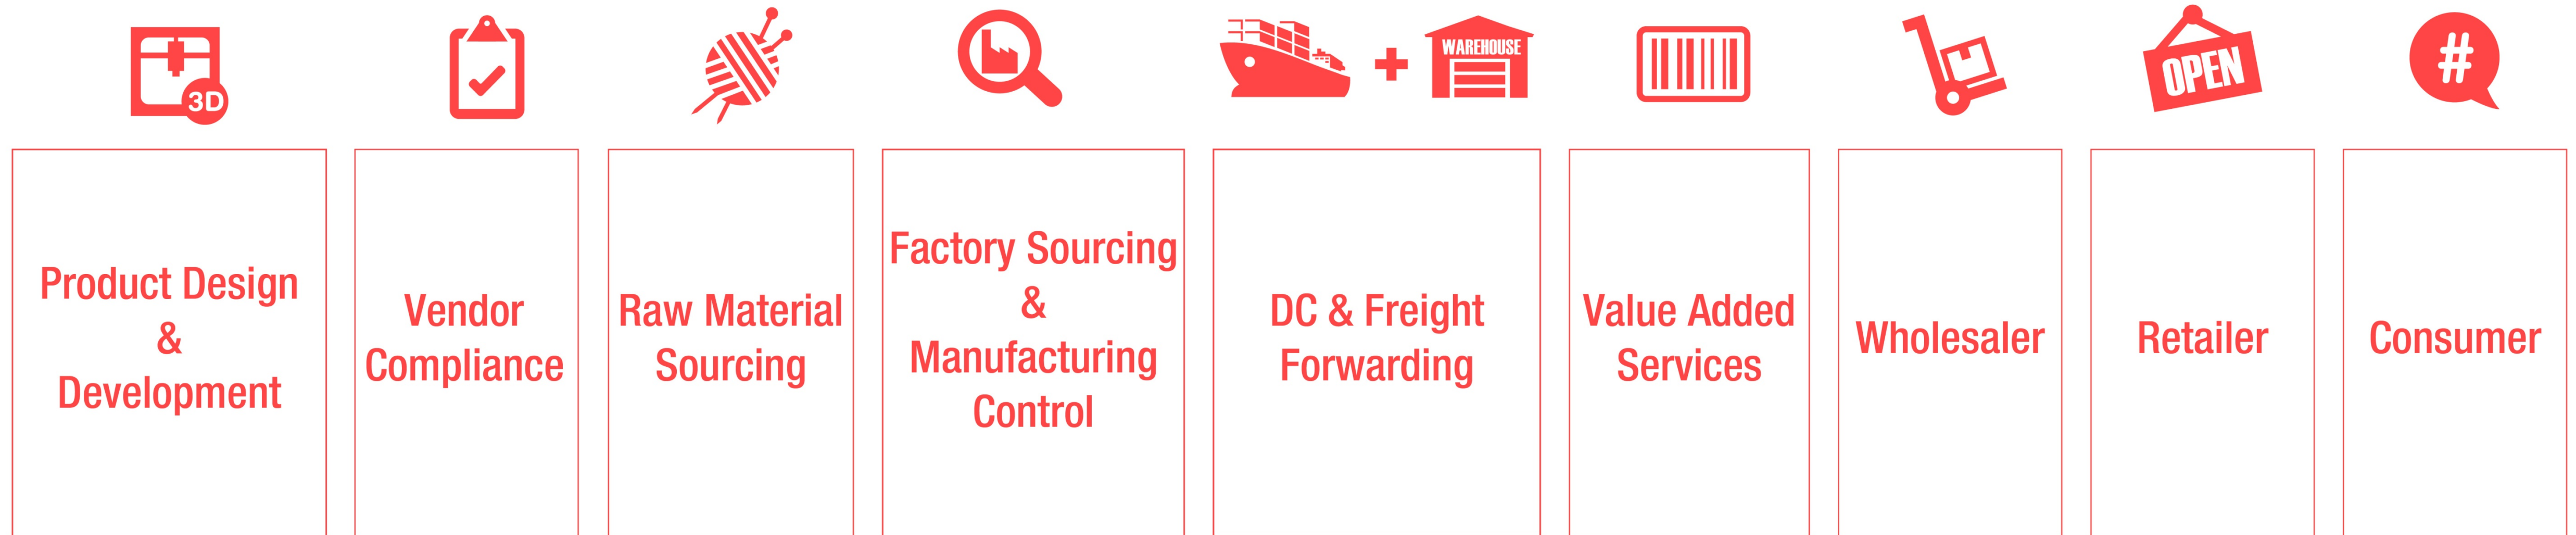 3D
WAREHOUSE
OPEN
#
Product Design
&
Development
Vendor
Compliance
Raw Material
Sourcing
Factory Sourcing
&
Manufacturing
Control
DC & Freight
Forwarding
Value Added
Services
Wholesaler
Retailer
Consumer